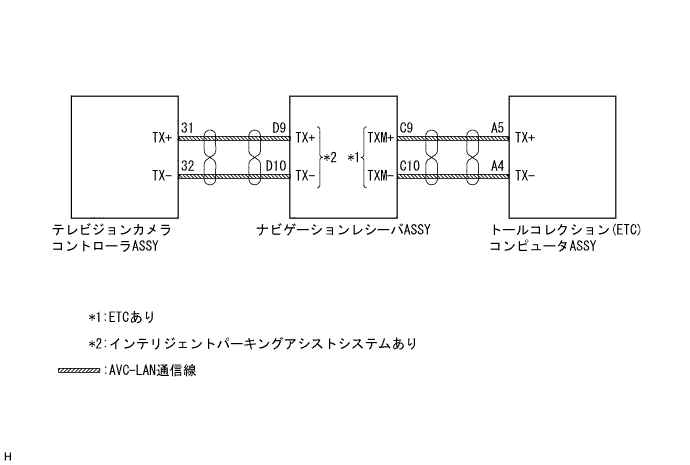 31 D9 C9 A5
TX+ TX+ TXM+ TX+
*2 *1
32 D10 C10 A4
TX- TX- TXM- TX-
テレビジョンカメラ ナビゲーションレシーバASSY トールコレクション(ETC)
コントローラASSY コンピュータASSY
*1:ETCあり
*2:インテリジェントパーキングアシストシステムあり
:AVC-LAN通信線
H